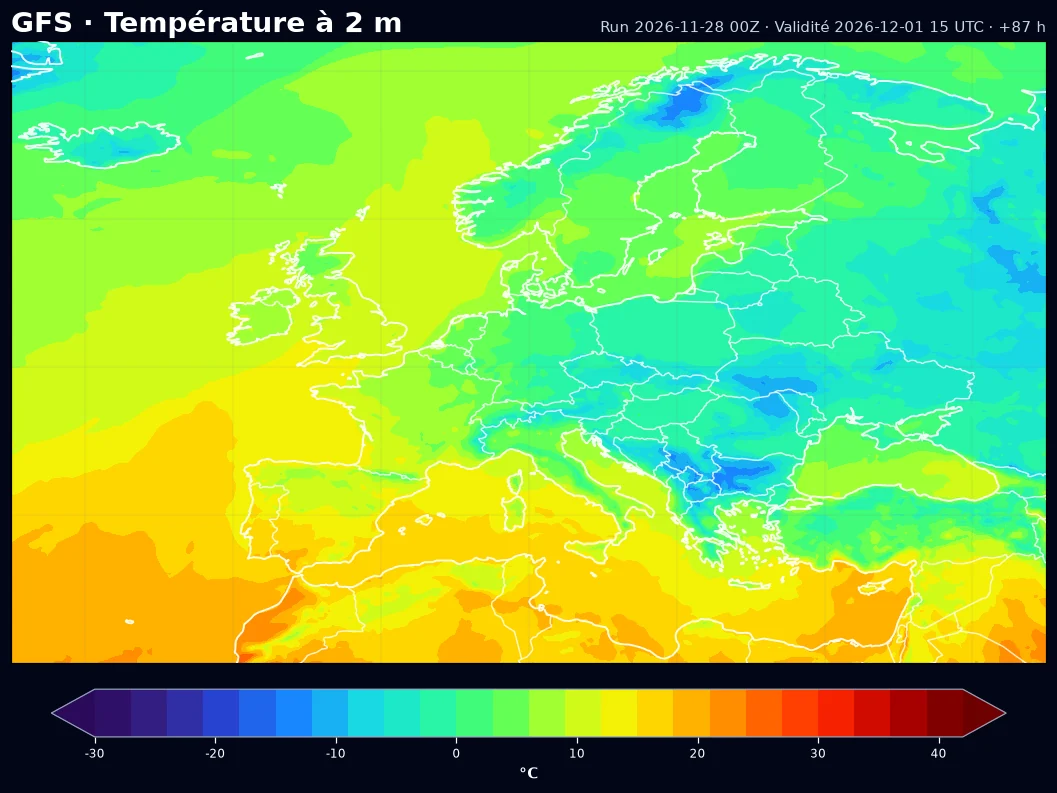 GFS · Température à 2 m
Run 2026-11-28 00Z · Validité 2026-12-01 15 UTC · +87 h
-30 -20 -10 0 10 20 30 40
°C